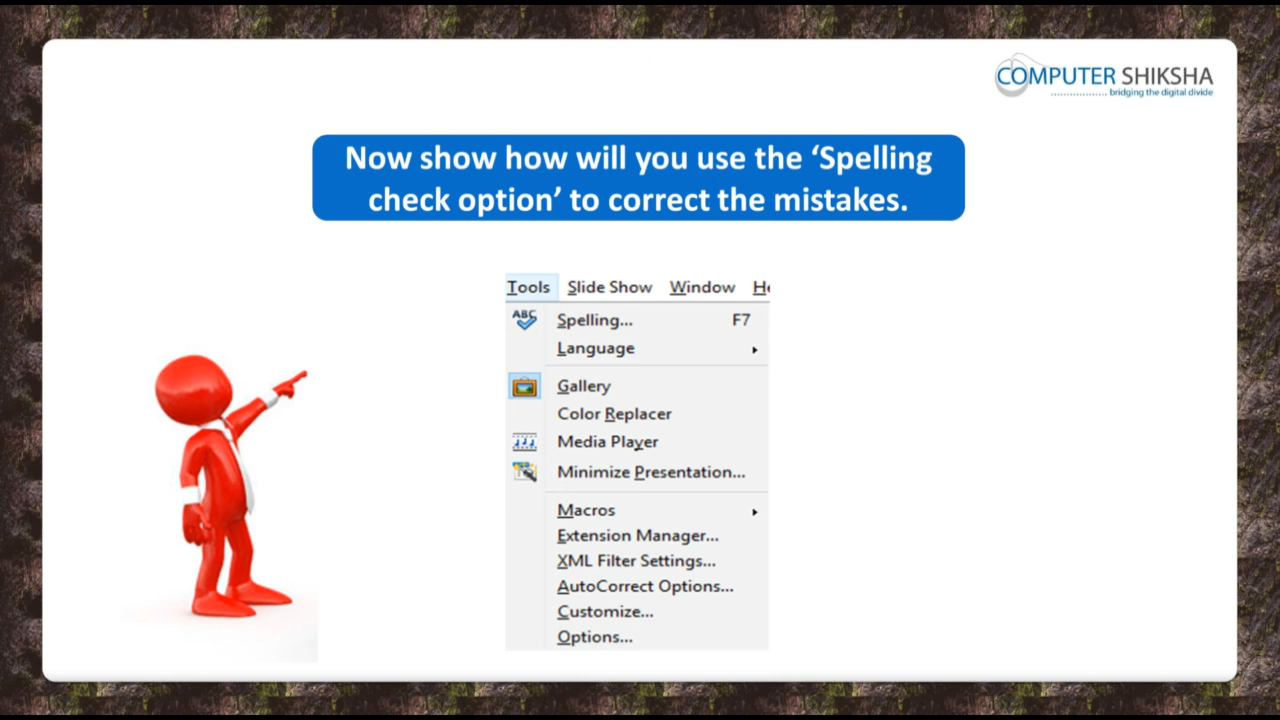 COMPUTER SHIKSHA
bridging the digital divide
Now show how will you use the ‘Spelling
check option’ to correct the mistakes.
Tools Slide Show Window He
ABC Spelling... F7
Language
Gallery
Color Replacer
Media Player
Minimize Presentation...
Macros
Extension Manager...
XML Filter Settings...
AutoCorrect Options...
Customize...
Options...